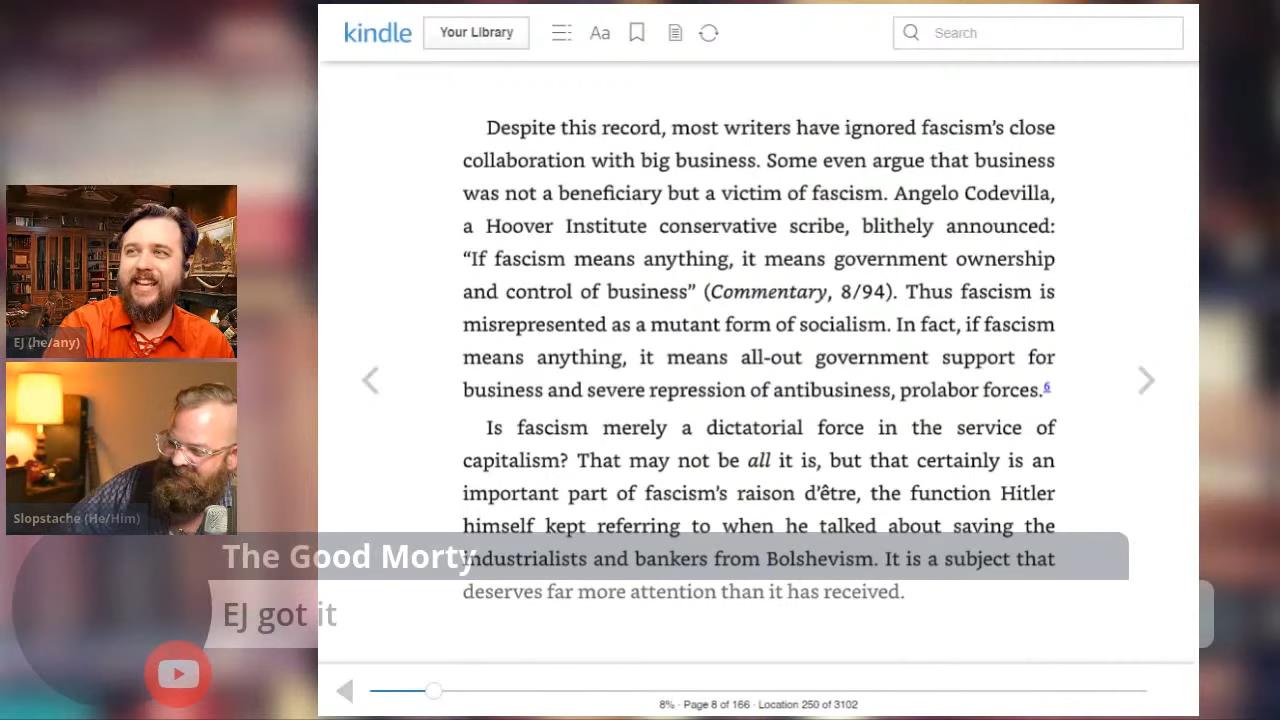 kindle
Your Library
Aa
Search
Despite this record, most writers have ignored fascism's close
collaboration with big business. Some even argue that business
was not a beneficiary but a victim of fascism. Angelo Codevilla,
a Hoover Institute conservative scribe, blithely announced:
“If fascism means anything, it means government ownership
and control of business” (Commentary, 8/94). Thus fascism is
misrepresented as a mutant form of socialism. In fact, if fascism
means anything, it means all-out government support for
business and severe repression of antibusiness, prolabor forces.6
Is fascism merely a dictatorial force in the service of
capitalism? That may not be all it is, but that certainly is an
important part of fascism's raison d'être, the function Hitler
himself kept referring to when he talked about saving the
industrialists and bankers from Bolshevism. It is a subject that
deserves far more attention than it has received.
8% · Page 8 of 166 · Location 250 of 3102
EJ (he/any)
Slopstache (He/Him)
The Good Morty
EJ got it